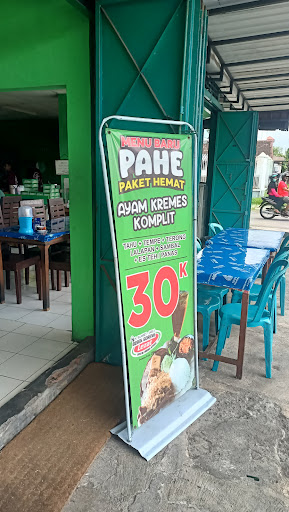 MENU BARU
PAHE
PAKET HEMAT
AYAM KREMES
KOMPLIT
TAHU + TEMPE + TERONG
LALAPAN + SAMBAL
ES TEH / PANAS
30K